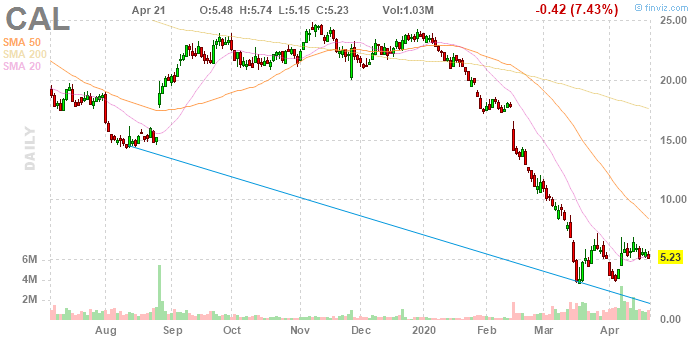 CAL
Apr 21 O:5.48 H:5.74 L:5.15 C:5.23 Vol:1.03M -0.42 (7.43%) © finviz.com
SMA 50
SMA 200
SMA 20
DAILY
25.00
20.00
15.00
10.00
5.23
0.00
6M
4M
2M
Aug Sep Oct Nov Dec 2020 Feb Mar Apr